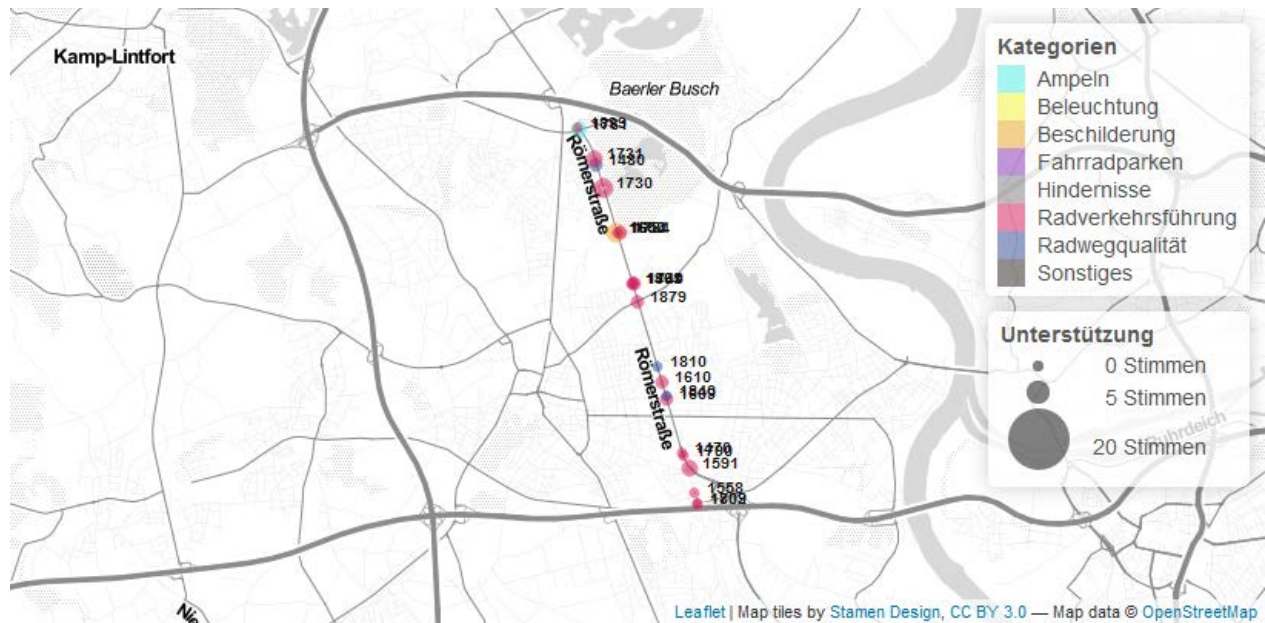 Kamp-Lintfort
Baerler Busch
Römerstraße
1731
1480
1730
1879
Römerstraße
1810
1610
1609
1591
1558
Kategorien
Ampeln
Beleuchtung
Beschilderung
Fahrradparken
Hindernisse
Radverkehrsführung
Radwegqualität
Sonstiges
Unterstützung
0 Stimmen
5 Stimmen
20 Stimmen
Ruhrdeich
Leaflet | Map tiles by Stamen Design, CC BY 3.0 — Map data © OpenStreetMap